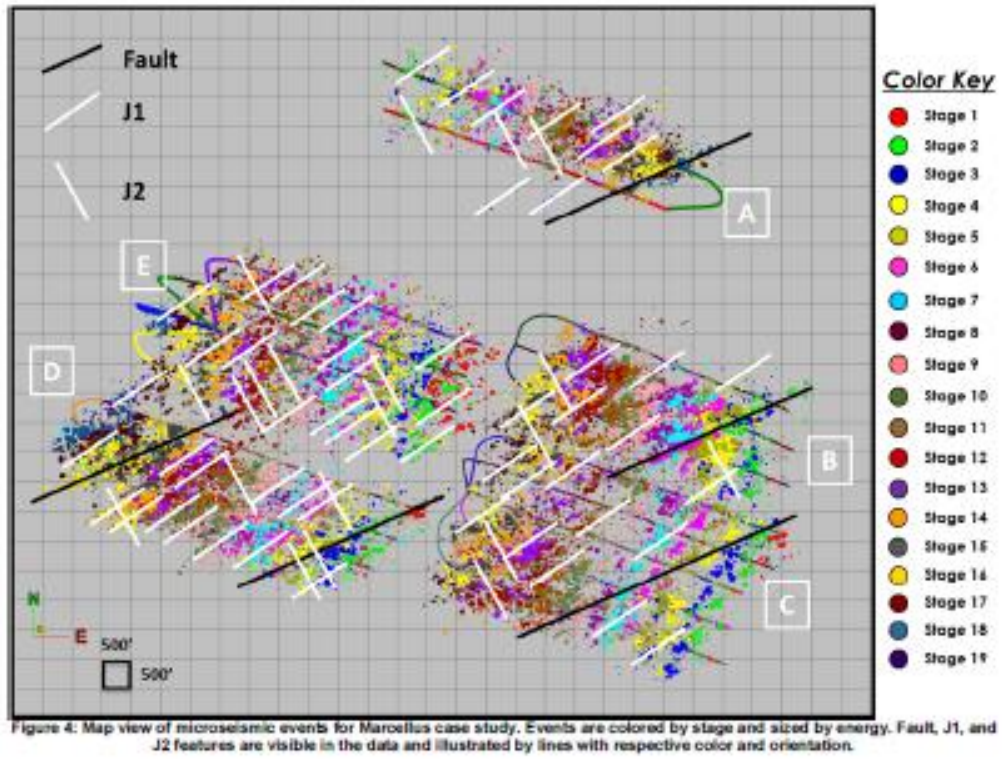 Fault
J1
J2
A
E
D
B
C
N
E
500'
500'
Color Key
Stage 1
Stage 2
Stage 3
Stage 4
Stage 5
Stage 6
Stage 7
Stage 8
Stage 9
Stage 10
Stage 11
Stage 12
Stage 13
Stage 14
Stage 15
Stage 16
Stage 17
Stage 18
Stage 19
Figure 4: Map view of microseismic events for Marcellus case study. Events are colored by stage and sized by energy. Fault, J1, and
J2 features are visible in the data and illustrated by lines with respective color and orientation.